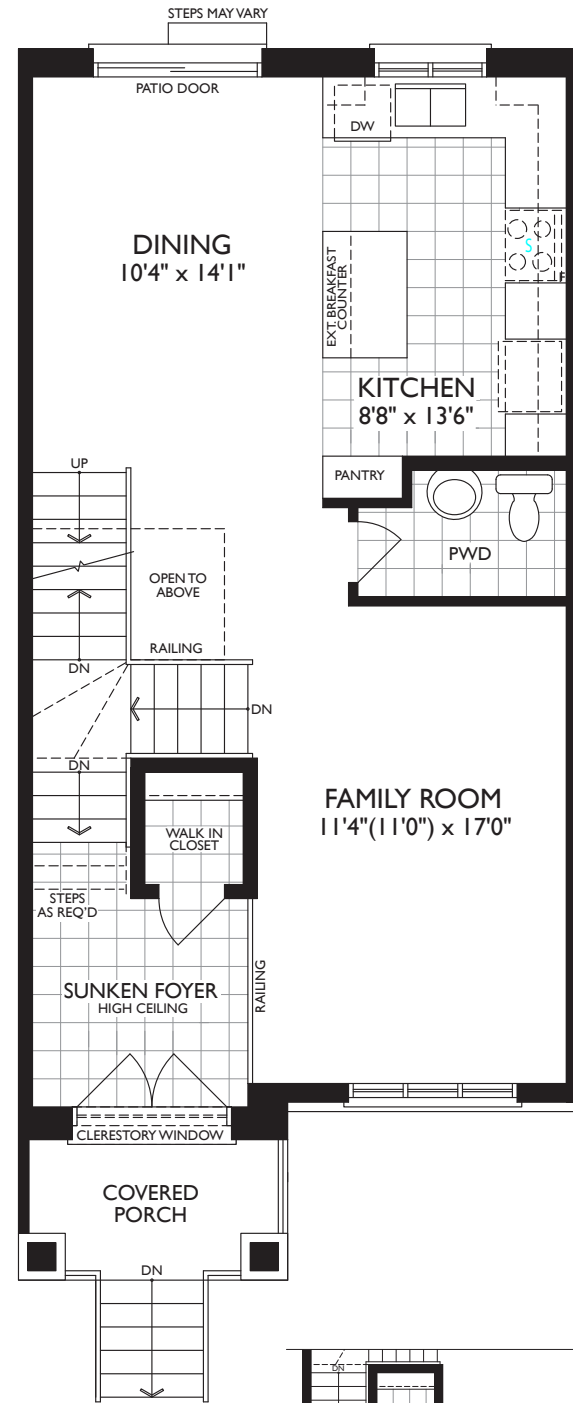 STEPS MAY VARY
PATIO DOOR
DW
DINING
10'4" x 14'1"
S
F
EXT. BREAKFAST
COUNTER
KITCHEN
8'8" x 13'6"
UP
PANTRY
PWD
OPEN TO
ABOVE
RAILING
DN
DN
DN
FAMILY ROOM
11'4"(11'0") x 17'0"
WALK IN
CLOSET
STEPS
AS REQ'D
RAILING
SUNKEN FOYER
HIGH CEILING
CLERESTORY WINDOW
COVERED
PORCH
DN
DN